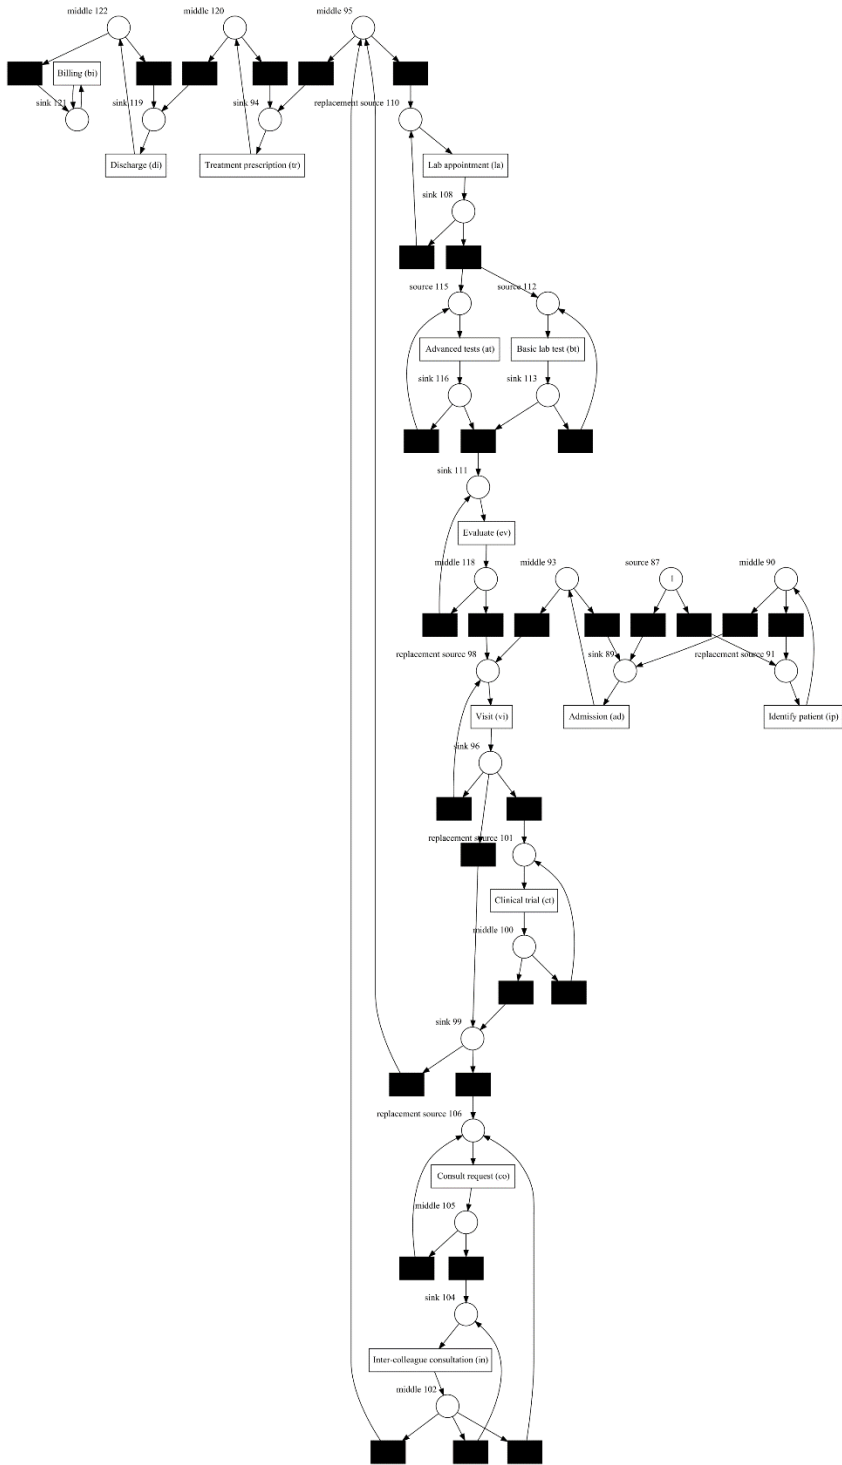 middle 122
middle 120
middle 95
Billing (bi)
sink 121
sink 119
sink 94
replacement source 110
Discharge (di)
Treatment prescription (tr)
Lab appointment (la)
sink 108
source 115
source 112
Advanced tests (at)
Basic lab test (bt)
sink 116
sink 113
sink 111
Evaluate (ev)
middle 118
middle 93
source 87
middle 90
1
replacement source 98
sink 89
replacement source 91
Visit (vi)
Admission (ad)
Identify patient (ip)
sink 96
replacement source 101
Clinical trial (ct)
middle 100
sink 99
replacement source 106
Consult request (co)
middle 105
sink 104
Inter-colleague consultation (in)
middle 102